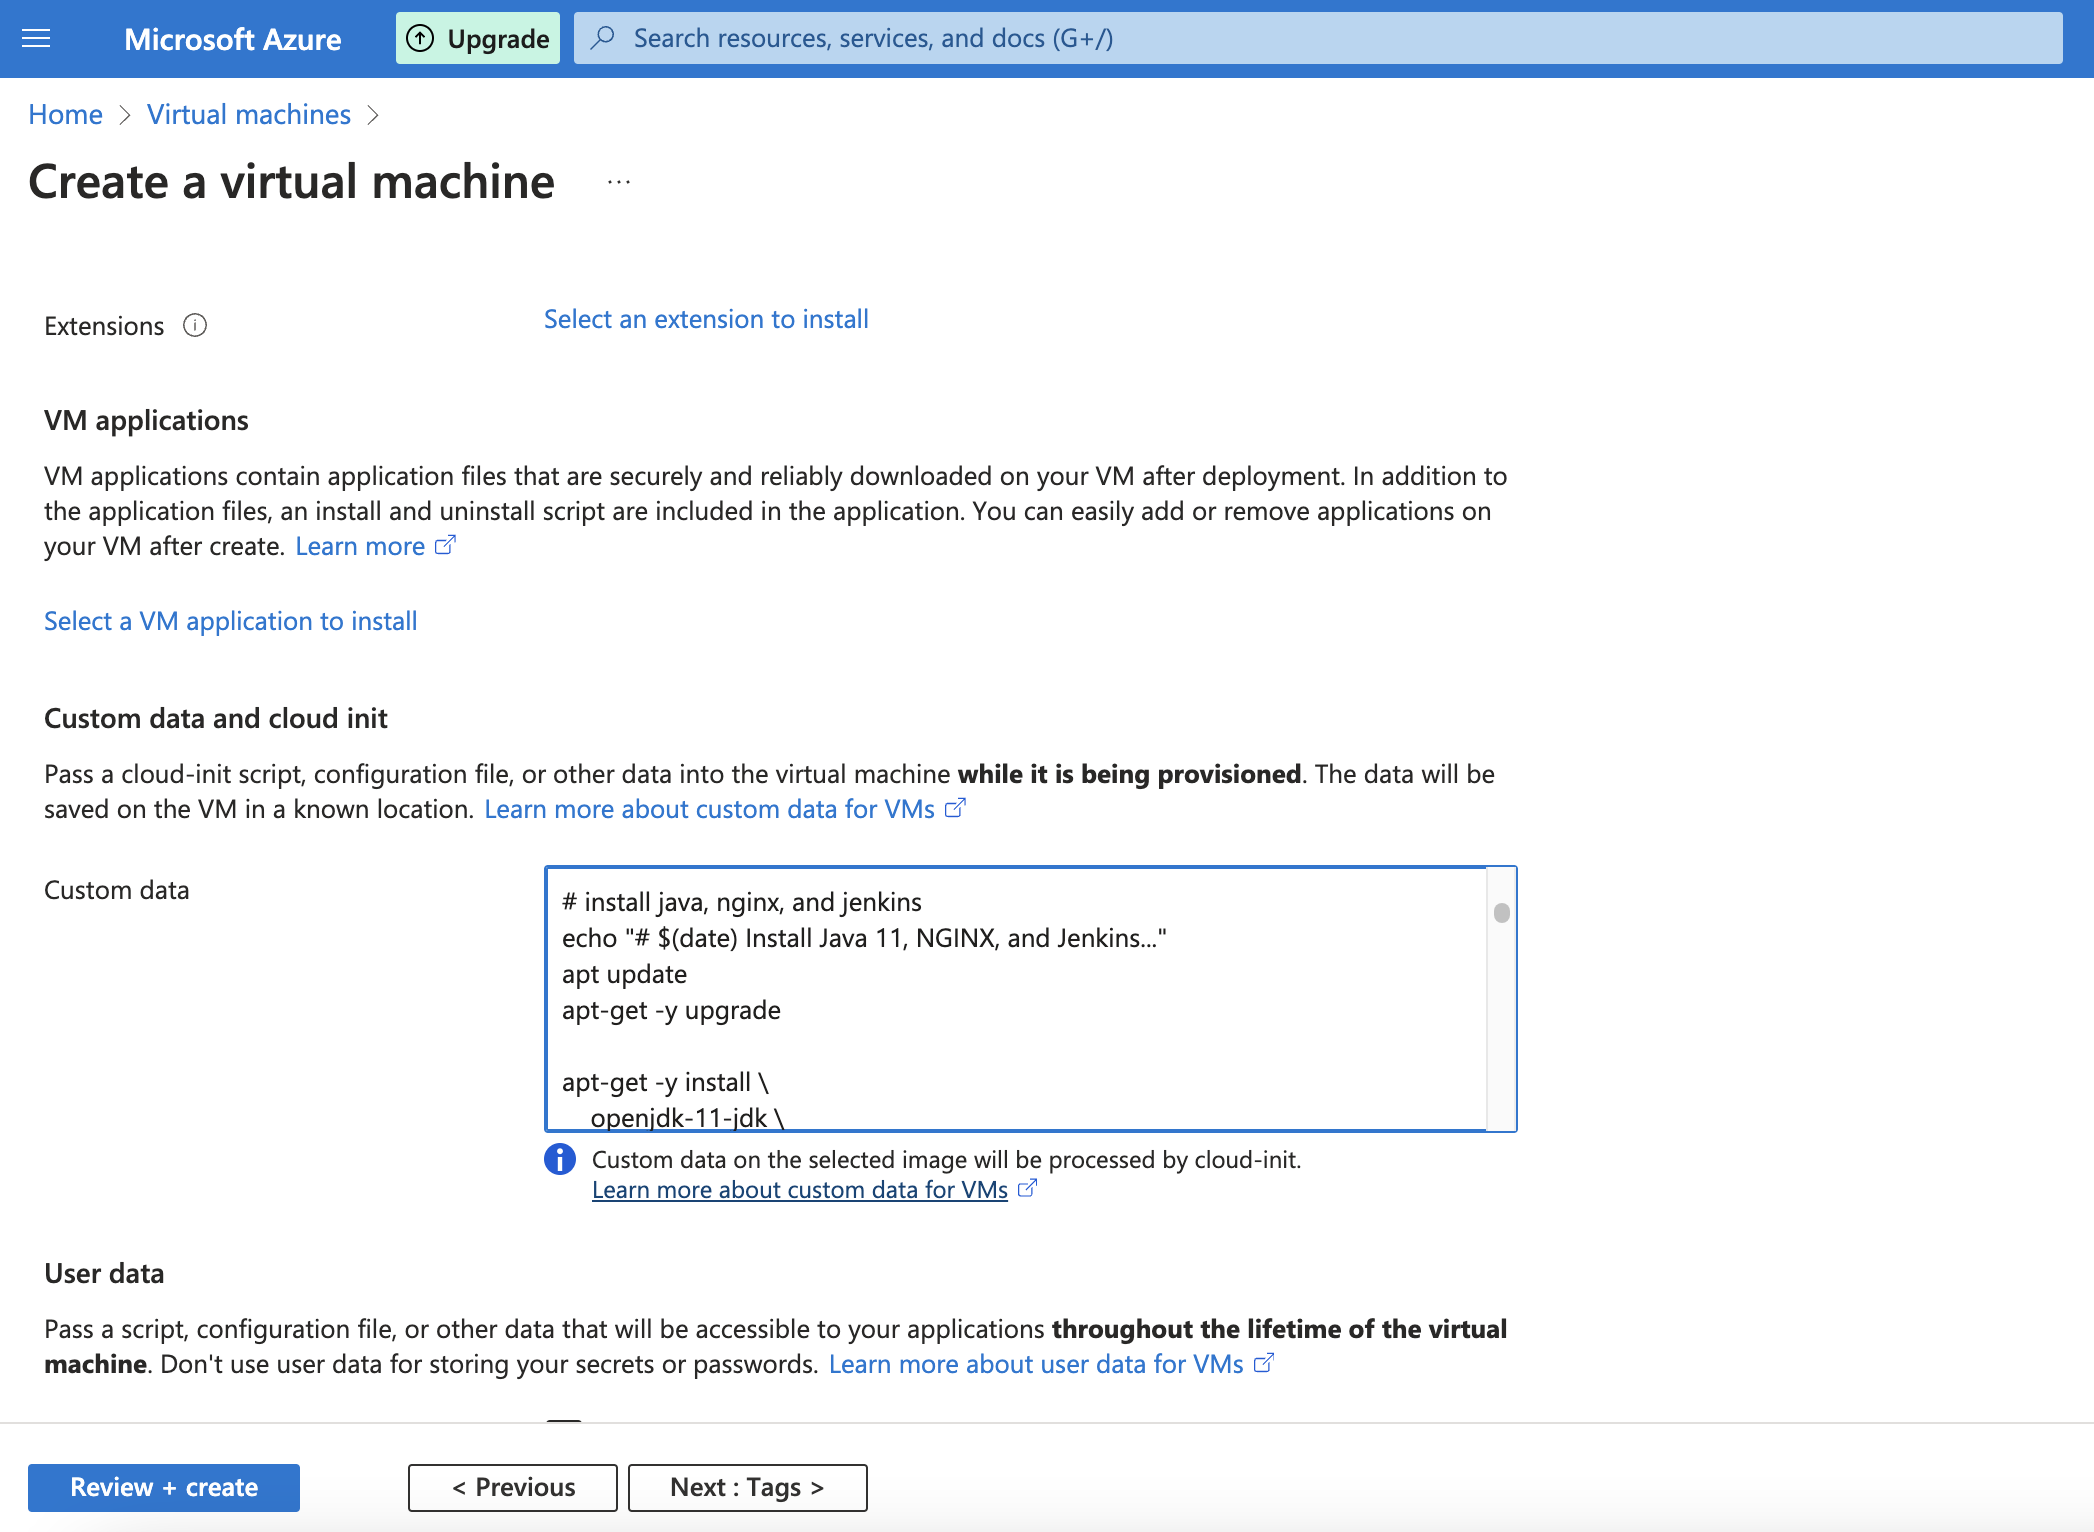 Microsoft Azure
Upgrade
Search resources, services, and docs (G+/)
Home > Virtual machines >
Create a virtual machine ...
Extensions
Select an extension to install
VM applications
VM applications contain application files that are securely and reliably downloaded on your VM after deployment. In addition to
the application files, an install and uninstall script are included in the application. You can easily add or remove applications on
your VM after create. Learn more
Select a VM application to install
Custom data and cloud init
Pass a cloud-init script, configuration file, or other data into the virtual machine while it is being provisioned. The data will be
saved on the VM in a known location. Learn more about custom data for VMs
Custom data
# install java, nginx, and jenkins
echo "# $(date) Install Java 11, NGINX, and Jenkins..."
apt update
apt-get -y upgrade
apt-get -y install \
openjdk-11-jdk \
Custom data on the selected image will be processed by cloud-init.
Learn more about custom data for VMs
User data
Pass a script, configuration file, or other data that will be accessible to your applications throughout the lifetime of the virtual
machine. Don't use user data for storing your secrets or passwords. Learn more about user data for VMs
Review + create
< Previous
Next : Tags >